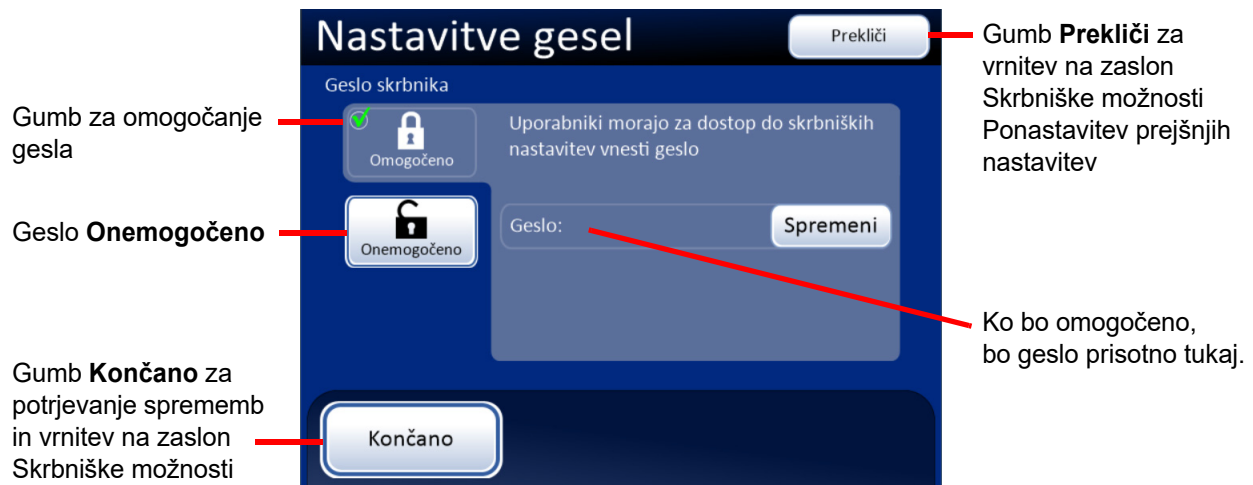 Nastavitve gesel
Prekliči
Geslo skrbnika
Omogočeno
Uporabniki morajo za dostop do skrbniških
nastavitev vnesti geslo
Onemogočeno
Geslo:
Spremeni
Končano
Gumb za omogočanje
gesla
Geslo Onemogočeno
Gumb Končano za
potrjevanje sprememb
in vrnitev na zaslon
Skrbniške možnosti
Gumb Prekliči za
vrnitev na zaslon
Skrbniške možnosti
Ponastavitev prejšnjih
nastavitev
Ko bo omogočeno,
bo geslo prisotno tukaj.